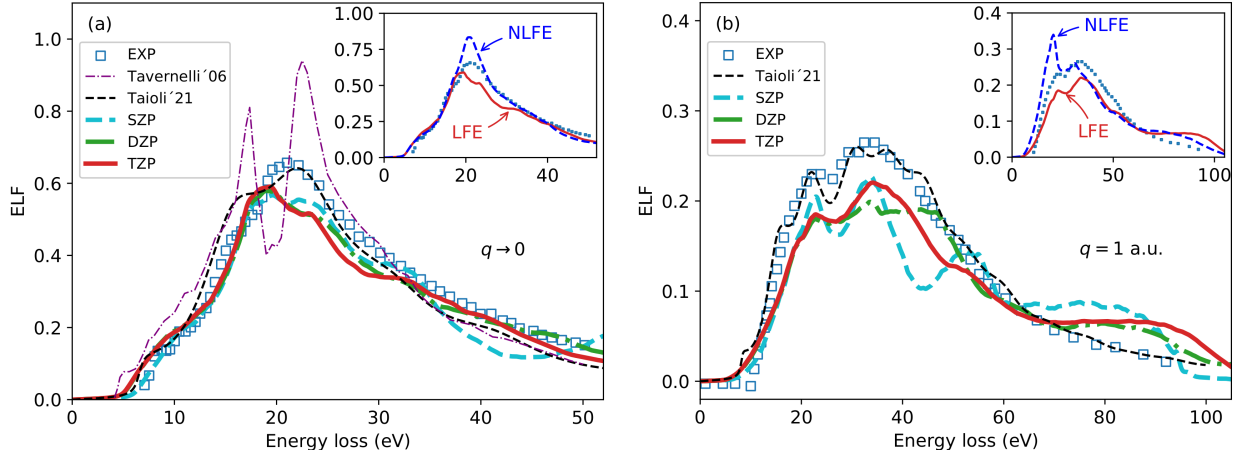 (a)
EXP
Tavernelli´06
Taioli´21
SZP
DZP
TZP
1.0
0.8
0.6
0.4
0.2
0.0
ELF
0
10
20
30
40
50
Energy loss (eV)
q → 0
1.00
0.75
0.50
0.25
0.00
0
20
40
NLFE
LFE
(b)
EXP
Taioli´21
SZP
DZP
TZP
0.4
0.3
0.2
0.1
0.0
ELF
0
20
40
60
80
100
Energy loss (eV)
q = 1 a.u.
0.4
0.3
0.2
0.1
0.0
0
50
100
NLFE
LFE